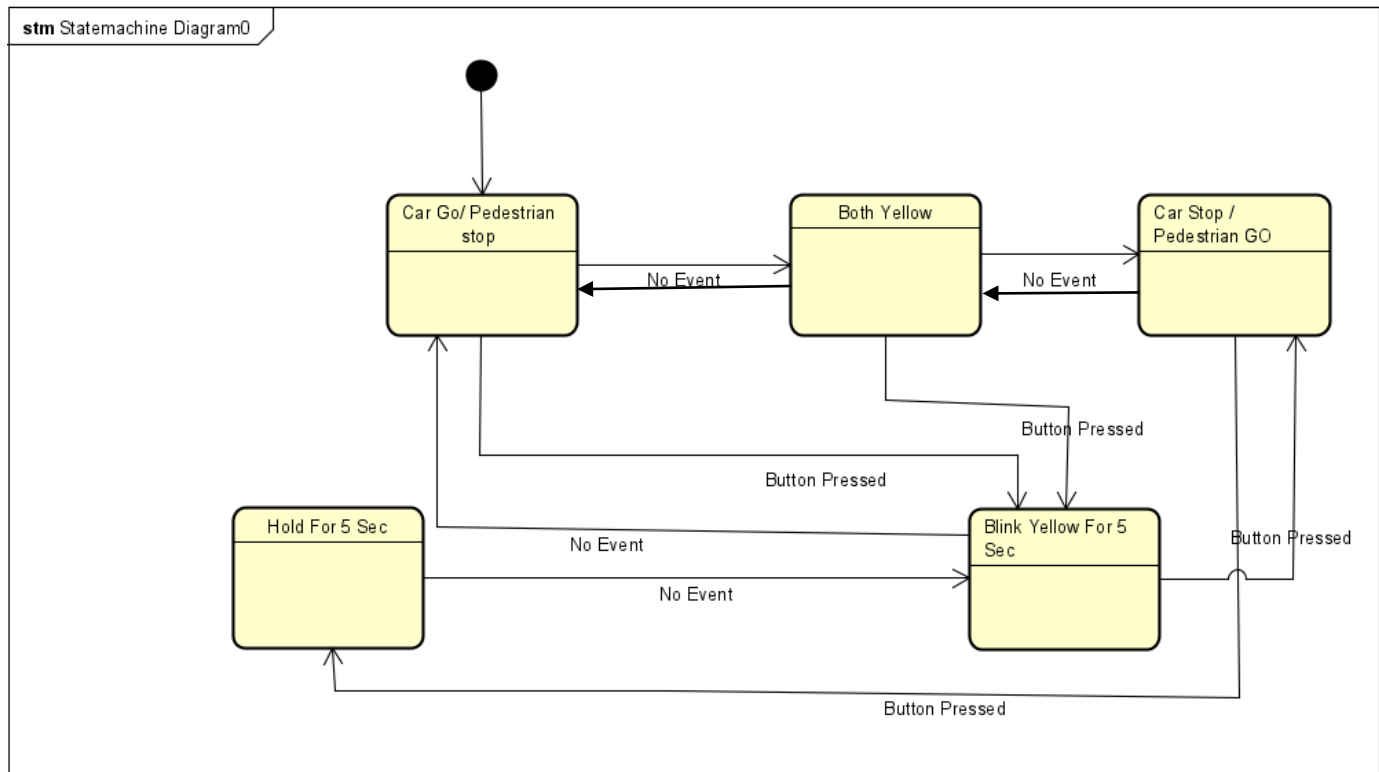 stm Statemachine Diagram0
Car Go/ Pedestrian
stop
Both Yellow
Car Stop /
Pedestrian GO
No Event
No Event
Button Pressed
Button Pressed
Hold For 5 Sec
Blink Yellow For 5
Sec
Button Pressed
No Event
No Event
Button Pressed